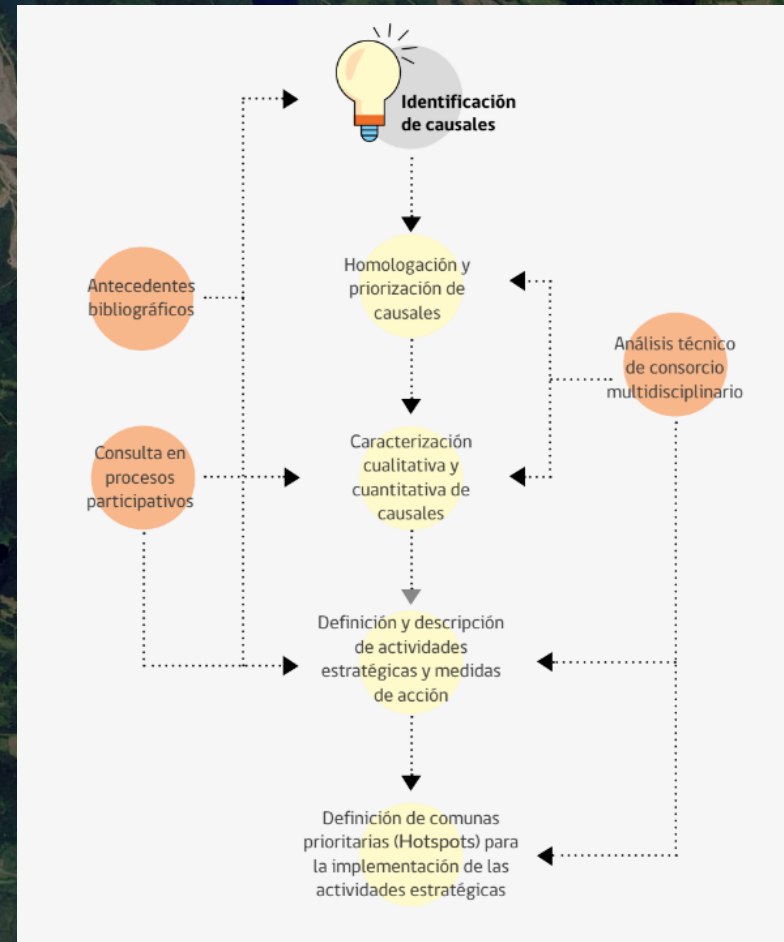 Identificación
de causales
Homologación y
priorización de
causales
Antecedentes
bibliográficos
Análisis técnico
de consorcio
multidisciplinario
Caracterización
cualitativa y
cuantitativa de
causales
Consulta en
procesos
participativos
Definición y descripción
de actividades
estratégicas y medidas
de acción
Definición de comunas
prioritarias (Hotspots) para
la implementación de las
actividades estratégicas